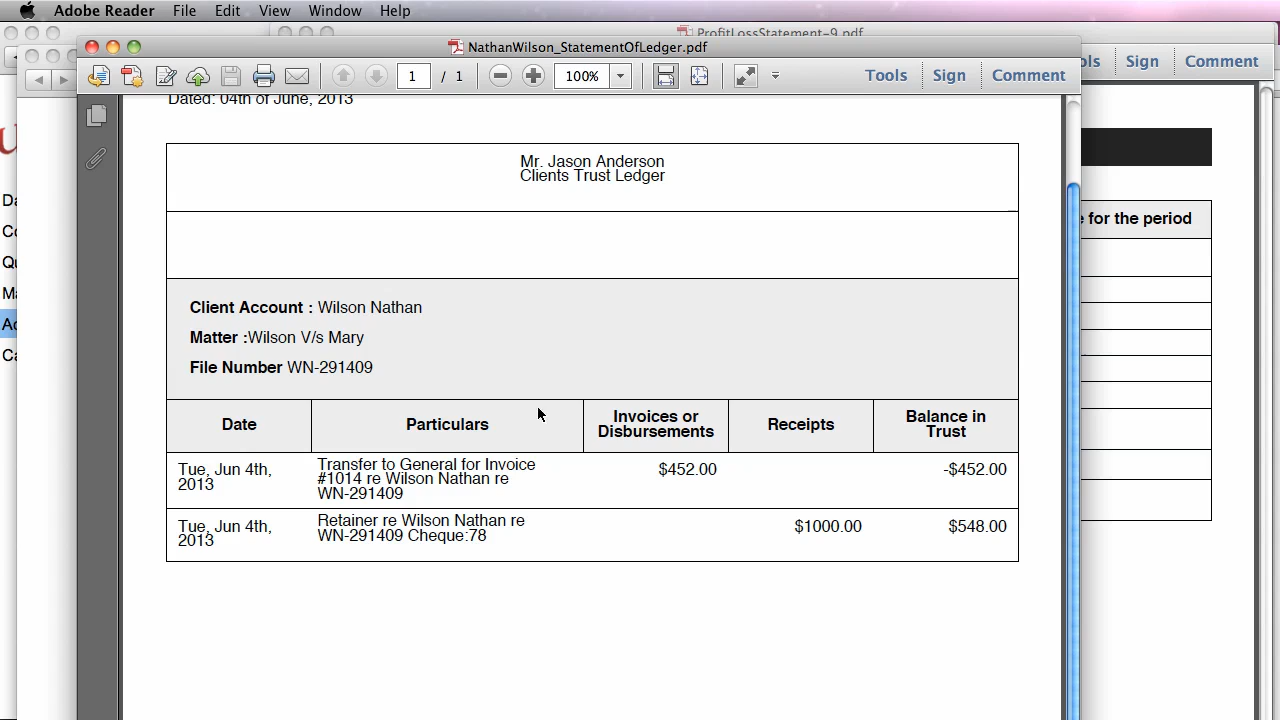 Adobe Reader File Edit View Window Help
ProfitLossStatement-9.pdf
NathanWilson_StatementOfLedger.pdf
1 / 1 100% Tools Sign Comment
Sign Comment
Dated: 04th of June, 2013
Mr. Jason Anderson
Clients Trust Ledger
for the period
Client Account : Wilson Nathan
Matter :Wilson V/s Mary
File Number WN-291409
Date Particulars Invoices or Disbursements Receipts Balance in Trust
Tue, Jun 4th, 2013 Transfer to General for Invoice #1014 re Wilson Nathan re WN-291409 $452.00 -$452.00
Tue, Jun 4th, 2013 Retainer re Wilson Nathan re WN-291409 Cheque:78 $1000.00 $548.00